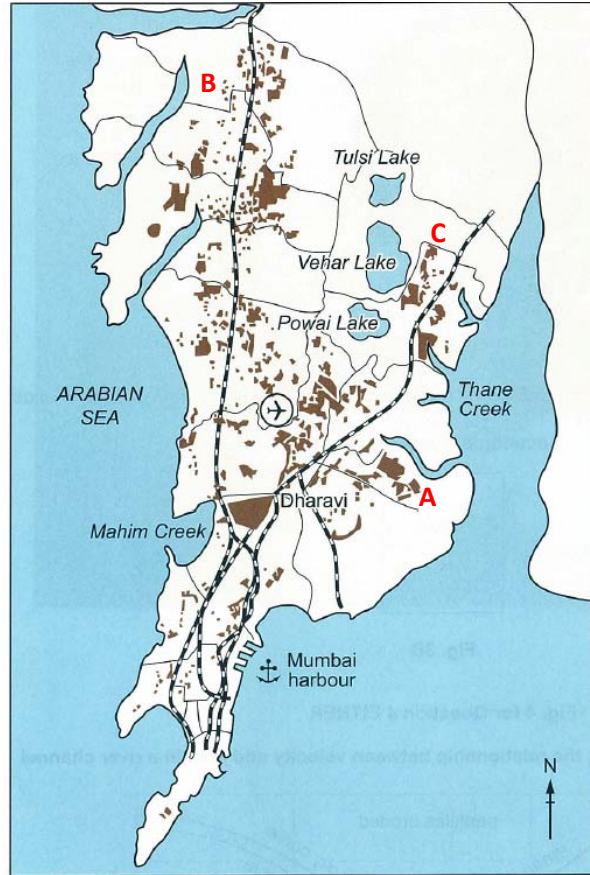 B
Tulsi Lake
C
Vehar Lake
Powai Lake
ARABIAN
SEA
Thane
Creek
A
Dharavi
Mahim Creek
Mumbai
harbour
N